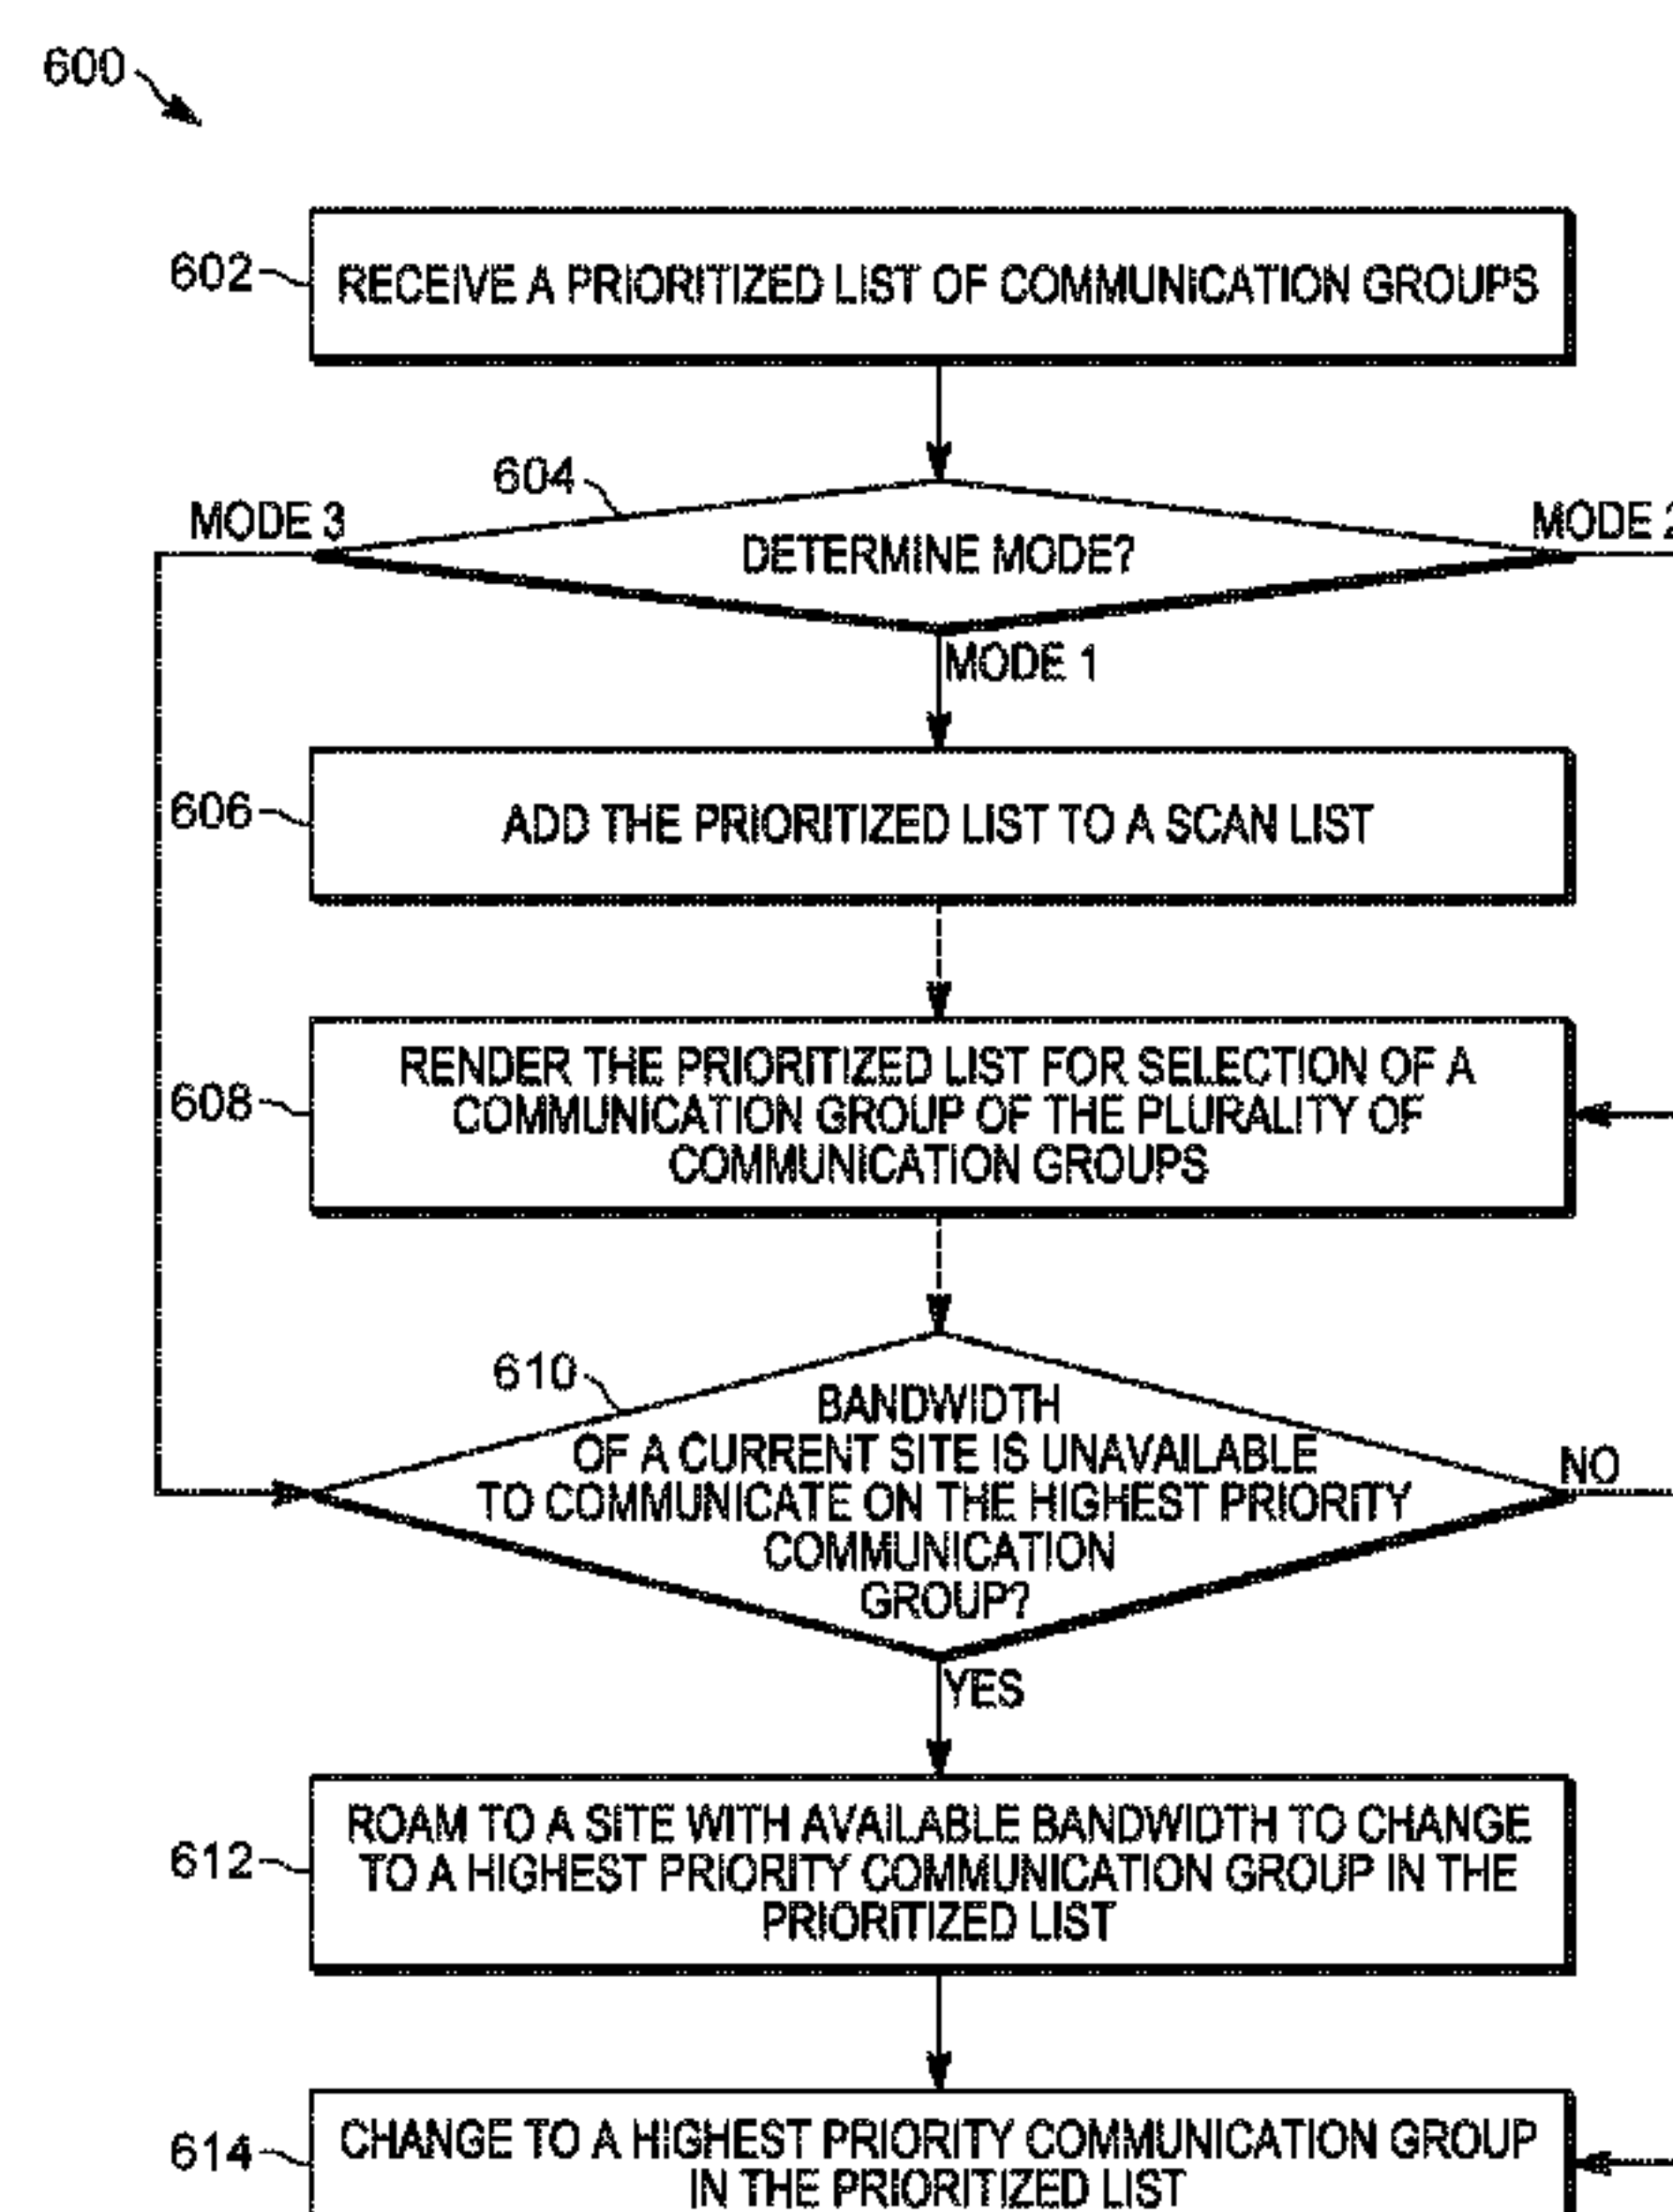 600
602
RECEIVE A PRIORITIZED LIST OF COMMUNICATION GROUPS
604
MODE 3
DETERMINE MODE?
MODE 2
MODE 1
606
ADD THE PRIORITIZED LIST TO A SCAN LIST
608
RENDER THE PRIORITIZED LIST FOR SELECTION OF A
COMMUNICATION GROUP OF THE PLURALITY OF
COMMUNICATION GROUPS
610
BANDWIDTH
OF A CURRENT SITE IS UNAVAILABLE
TO COMMUNICATE ON THE HIGHEST PRIORITY
COMMUNICATION
GROUP?
NO
YES
612
ROAM TO A SITE WITH AVAILABLE BANDWIDTH TO CHANGE
TO A HIGHEST PRIORITY COMMUNICATION GROUP IN THE
PRIORITIZED LIST
614
CHANGE TO A HIGHEST PRIORITY COMMUNICATION GROUP
IN THE PRIORITIZED LIST